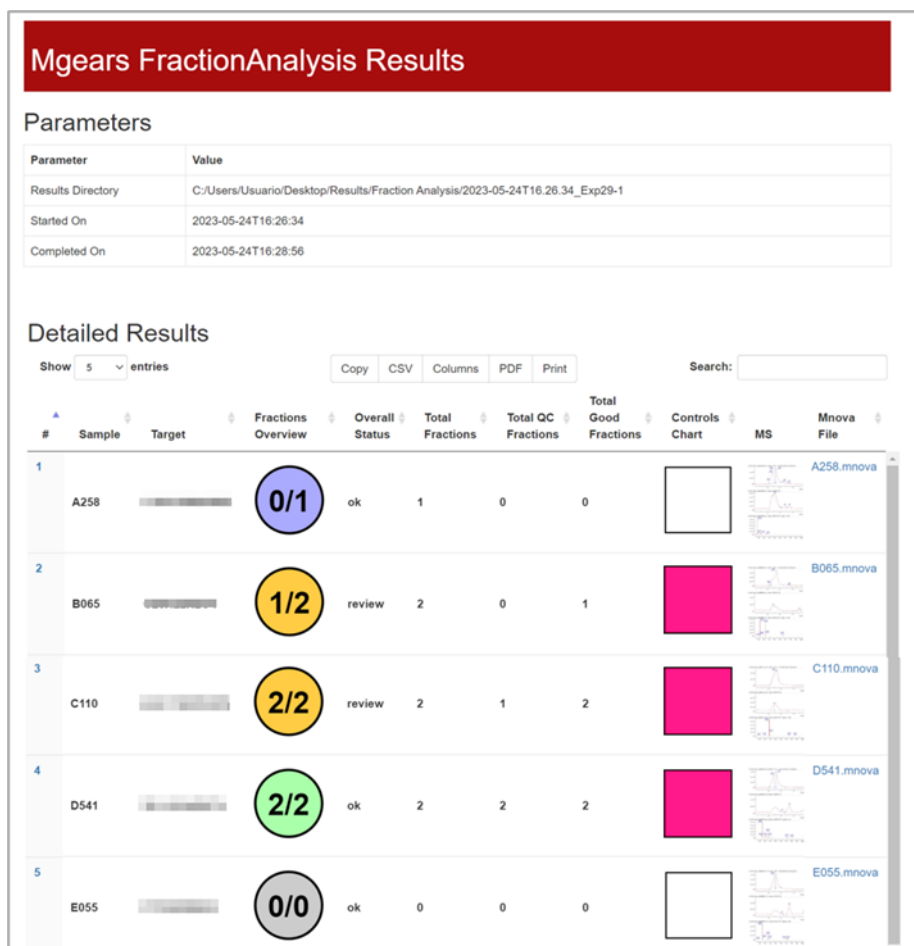 Mgears FractionAnalysis Results
Parameters
Parameter Value
Results Directory C:/Users/Usuario/Desktop/Results/Fraction Analysis/2023-05-24T16.26.34_Exp29-1
Started On 2023-05-24T16:26:34
Completed On 2023-05-24T16:28:56
Detailed Results
Show 5 entries Copy CSV Columns PDF Print Search:
# Sample Target Fractions Overview Overall Status Total Fractions Total QC Fractions Total Good Fractions Controls Chart MS Mnova File
1 A258 0/1 ok 1 0 0 A258.mnova
2 B065 1/2 review 2 0 1 B065.mnova
3 C110 2/2 review 2 1 2 C110.mnova
4 D541 2/2 ok 2 2 2 D541.mnova
5 E055 0/0 ok 0 0 0 E055.mnova